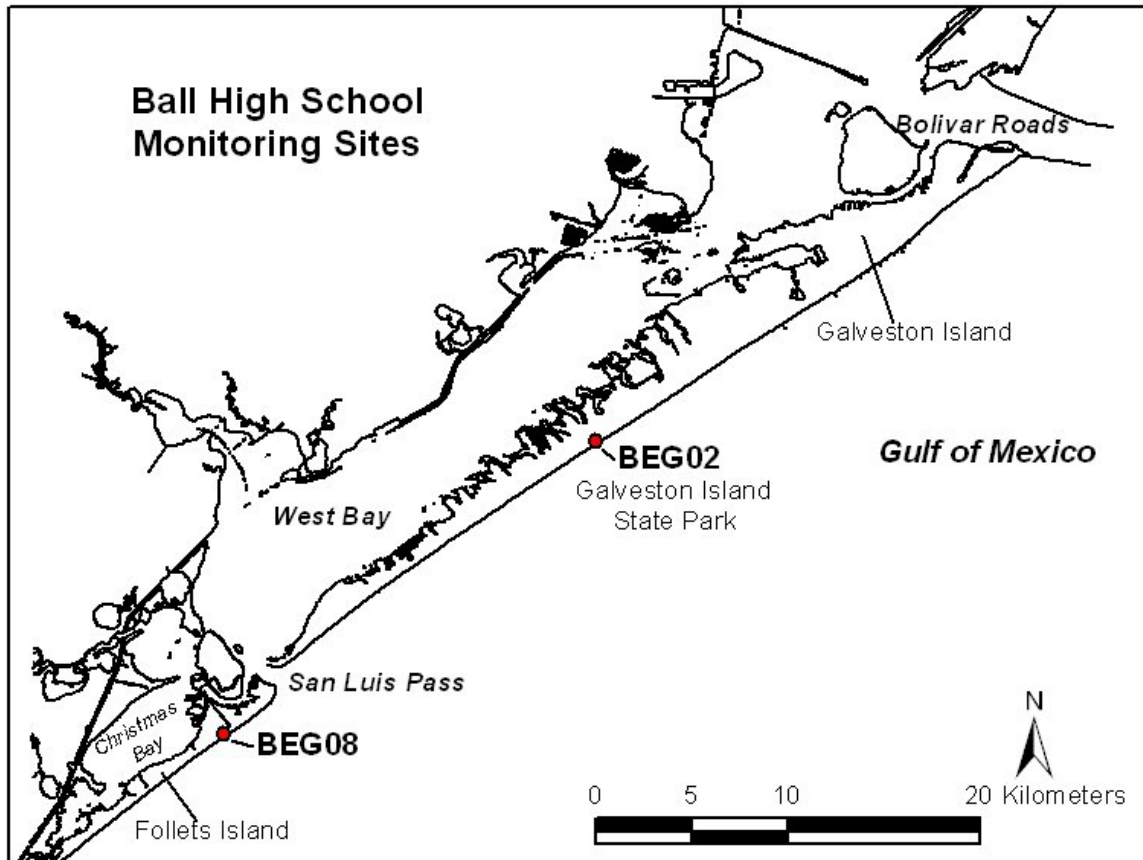 Ball High School
Monitoring Sites
Bolivar Roads
Galveston Island
BEG02
Galveston Island
State Park
Gulf of Mexico
West Bay
San Luis Pass
Christmas
Bay
BEG08
Follets Island
N
0 5 10 20 Kilometers